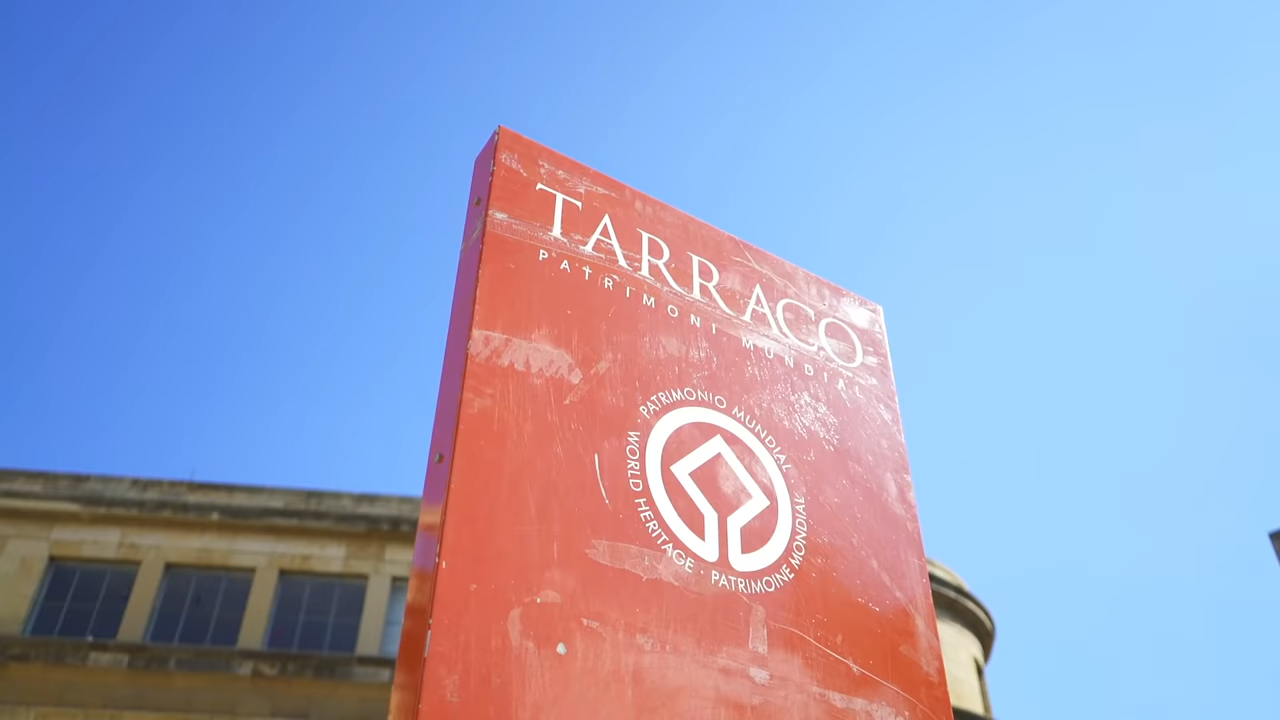 TARRACO
PATRIMONI MUNDIAL
PATRIMONIO MUNDIAL
WORLD HERITAGE · PATRIMOINE MONDIAL